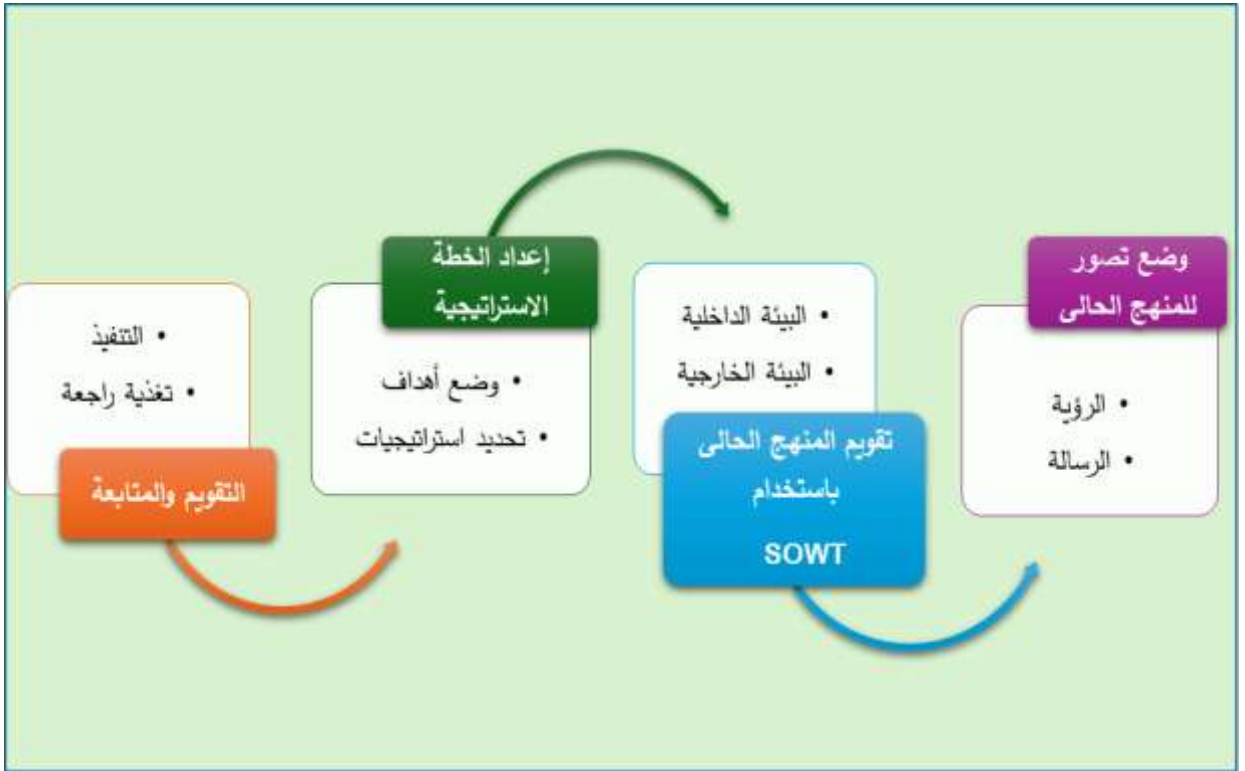 وضع تصور
للمنهج الحالى
• الرؤية
• الرسالة
• البيئة الداخلية
• البيئة الخارجية
تقويم المنهج الحالى
باستخدام
SOWT
إعداد الخطة
الاستراتيجية
• وضع أهداف
• تحديد استراتيجيات
• التنفيذ
• تغذية راجعة
التقويم والمتابعة